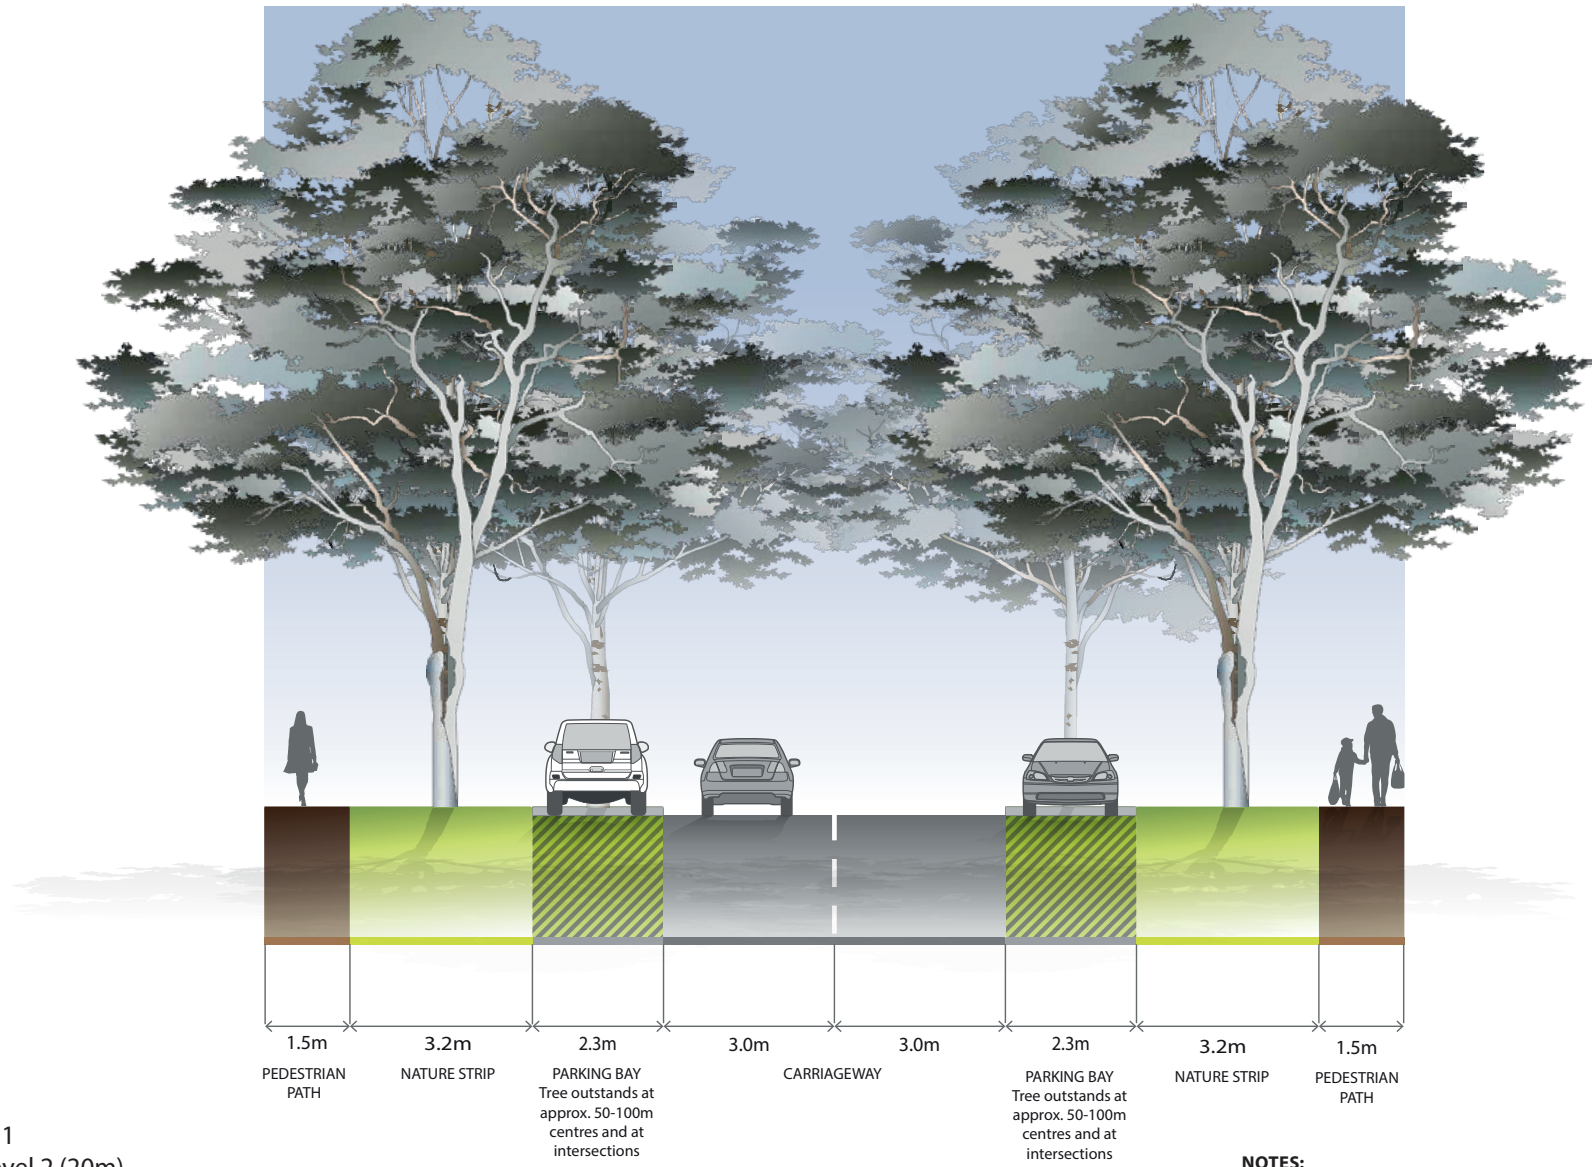 1.5m
3.2m
2.3m
3.0m
3.0m
2.3m
3.2m
1.5m
PEDESTRIAN
PATH
NATURE STRIP
PARKING BAY
Tree outstands at
approx. 50-100m
centres and at
intersections
CARRIAGEWAY
PARKING BAY
Tree outstands at
approx. 50-100m
centres and at
intersections
NATURE STRIP
PEDESTRIAN
PATH
1
2 (20m)
NOTES: